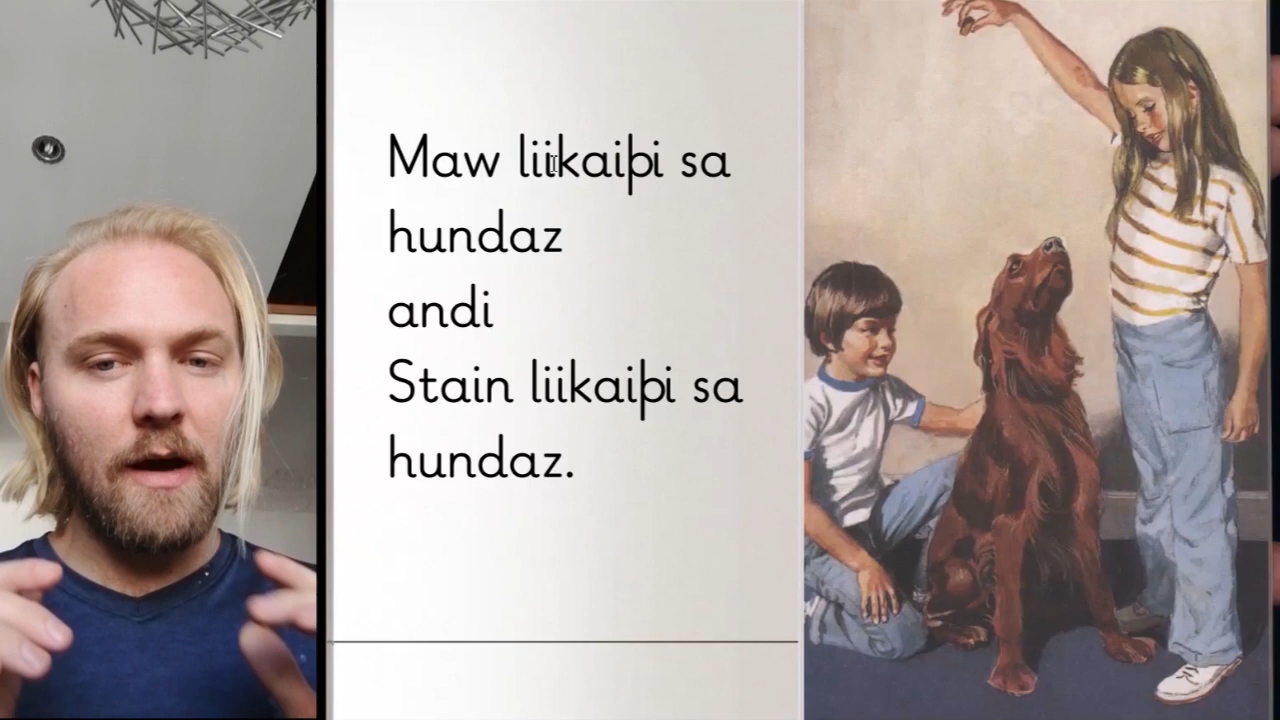 Maw liikaiþi sa
hundaz
andi
Stain liikaiþi sa
hundaz.